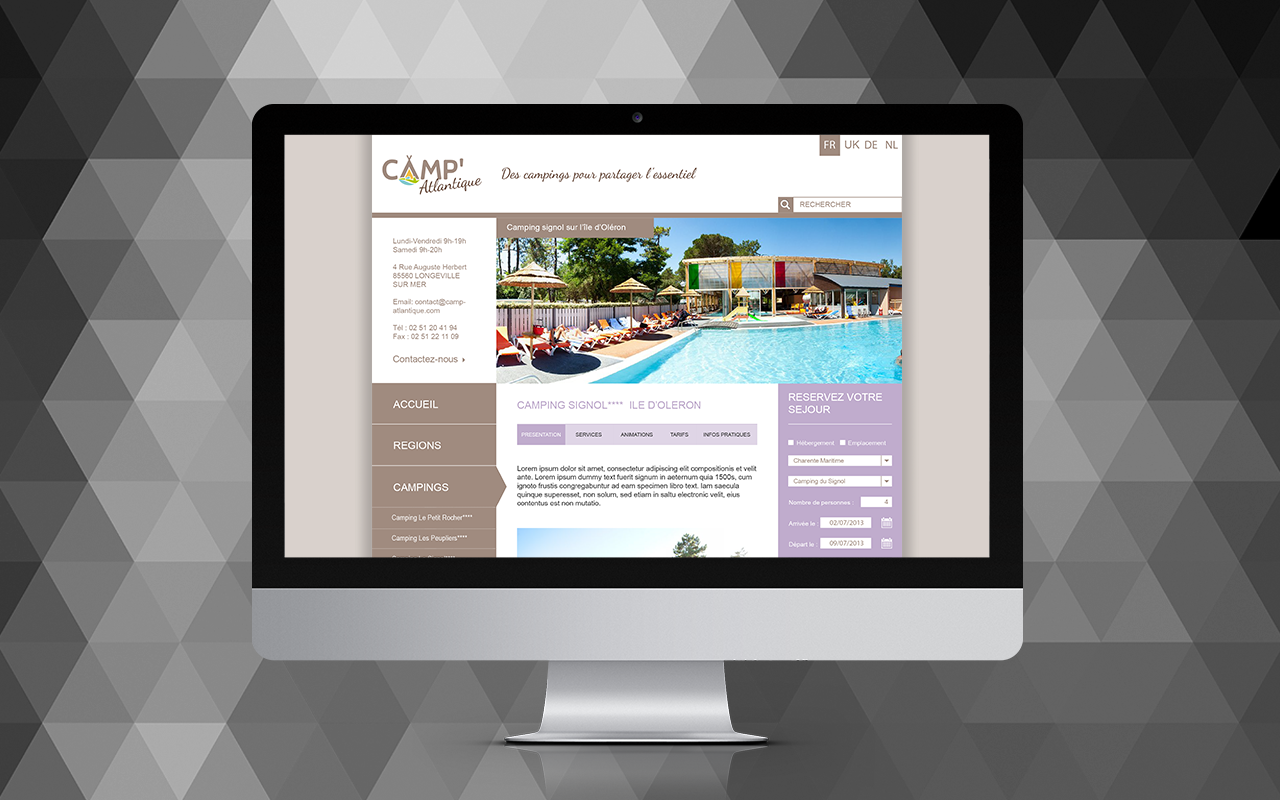 FR UK DE NL
CAMP'
Atlantique
Des campings pour partager l'essentiel
RECHERCHER
Lundi-Vendredi 9h-19h
Samedi 9h-20h
4 Rue Auguste Herbert
85560 LONGEVILLE
SUR MER
Email: contact@camp-
atlantique.com
Tél : 02 51 20 41 94
Fax : 02 51 22 11 09
Contactez-nous
Camping signol sur l'île d'Oléron
ACCUEIL
REGIONS
CAMPINGS
Camping Le Petit Rocher****
Camping Les Peupliers****
CAMPING SIGNOL**** ILE D'OLERON
PRESENTATION SERVICES ANIMATIONS TARIFS INFOS PRATIQUES
Lorem ipsum dolor sit amet, consectetur adipiscing elit compositionis et velit
ante. Lorem ipsum dummy text fuerit signum in aeternum quia 1500s, cum
ignoto frustis congregabuntur ad eam specimen libro text. Iam saecula
quinque superesset, non solum, sed etiam in saltu electronic velit, eius
contentus est non mutatio.
RESERVEZ VOTRE
SEJOUR
Hébergement Emplacement
Charente Maritime
Camping du Signol
Nombre de personnes : 4
Arrivée le : 02/07/2013
Départ le : 09/07/2013